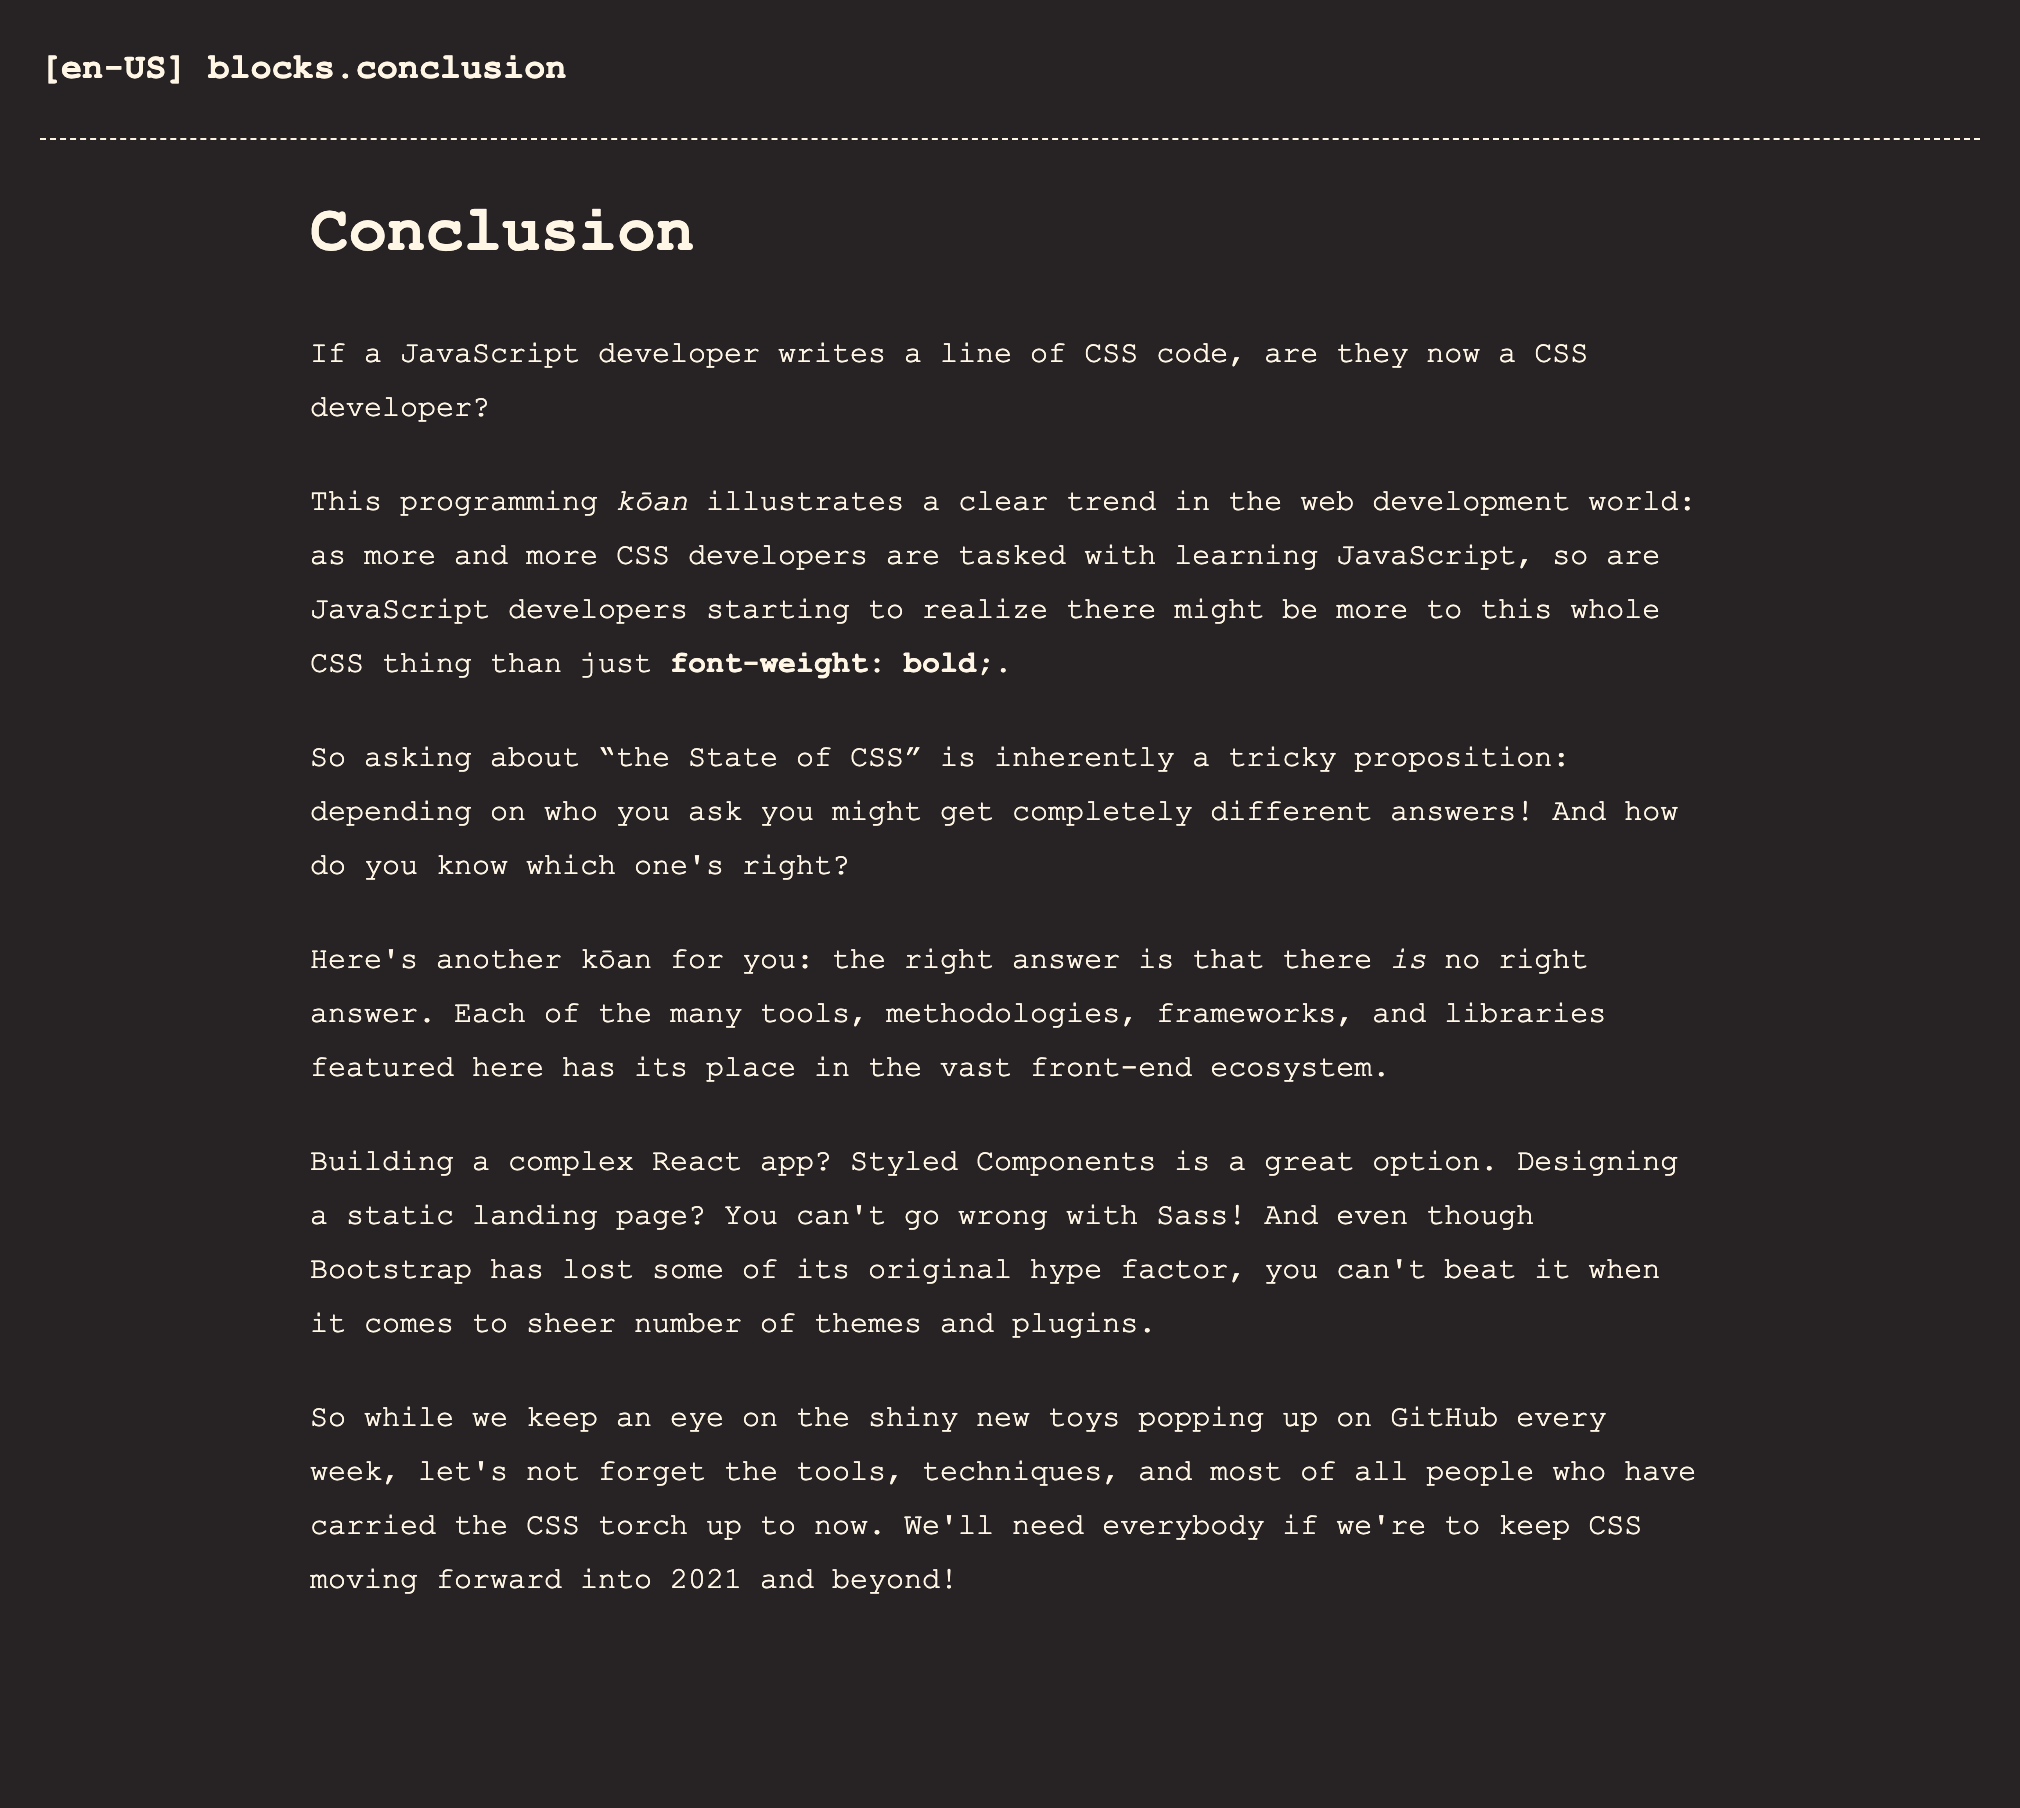 [en-US] blocks.conclusion
Conclusion
If a JavaScript developer writes a line of CSS code, are they now a CSS
developer?
This programming kōan illustrates a clear trend in the web development world:
as more and more CSS developers are tasked with learning JavaScript, so are
JavaScript developers starting to realize there might be more to this whole
CSS thing than just font-weight: bold;.
So asking about “the State of CSS” is inherently a tricky proposition:
depending on who you ask you might get completely different answers! And how
do you know which one's right?
Here's another kōan for you: the right answer is that there is no right
answer. Each of the many tools, methodologies, frameworks, and libraries
featured here has its place in the vast front-end ecosystem.
Building a complex React app? Styled Components is a great option. Designing
a static landing page? You can't go wrong with Sass! And even though
Bootstrap has lost some of its original hype factor, you can't beat it when
it comes to sheer number of themes and plugins.
So while we keep an eye on the shiny new toys popping up on GitHub every
week, let's not forget the tools, techniques, and most of all people who have
carried the CSS torch up to now. We'll need everybody if we're to keep CSS
moving forward into 2021 and beyond!